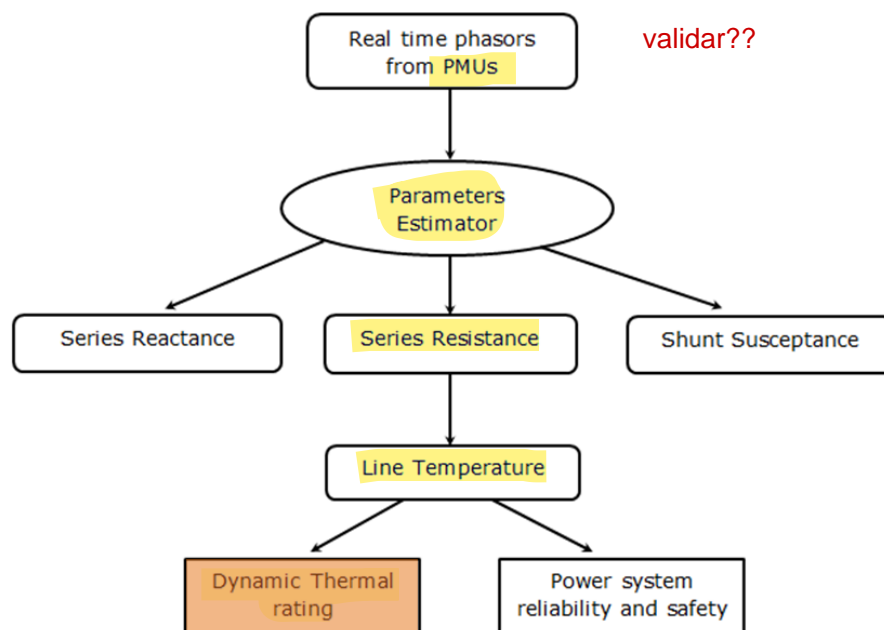 Real time phasors
from PMUs
validar??
Parameters
Estimator
Series Reactance
Series Resistance
Shunt Susceptance
Line Temperature
Dynamic Thermal
rating
Power system
reliability and safety